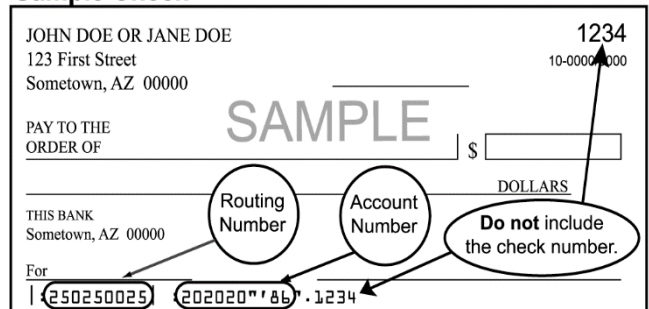 JOHN DOE OR JANE DOE
1234
123 First Street
10-0000/0000
Sometown, AZ 00000
SAMPLE
PAY TO THE
ORDER OF
$
DOLLARS
THIS BANK
Sometown, AZ 00000
Routing
Number
Account
Number
Do not include
the check number.
For
|:250250025|:202020"'86".1234